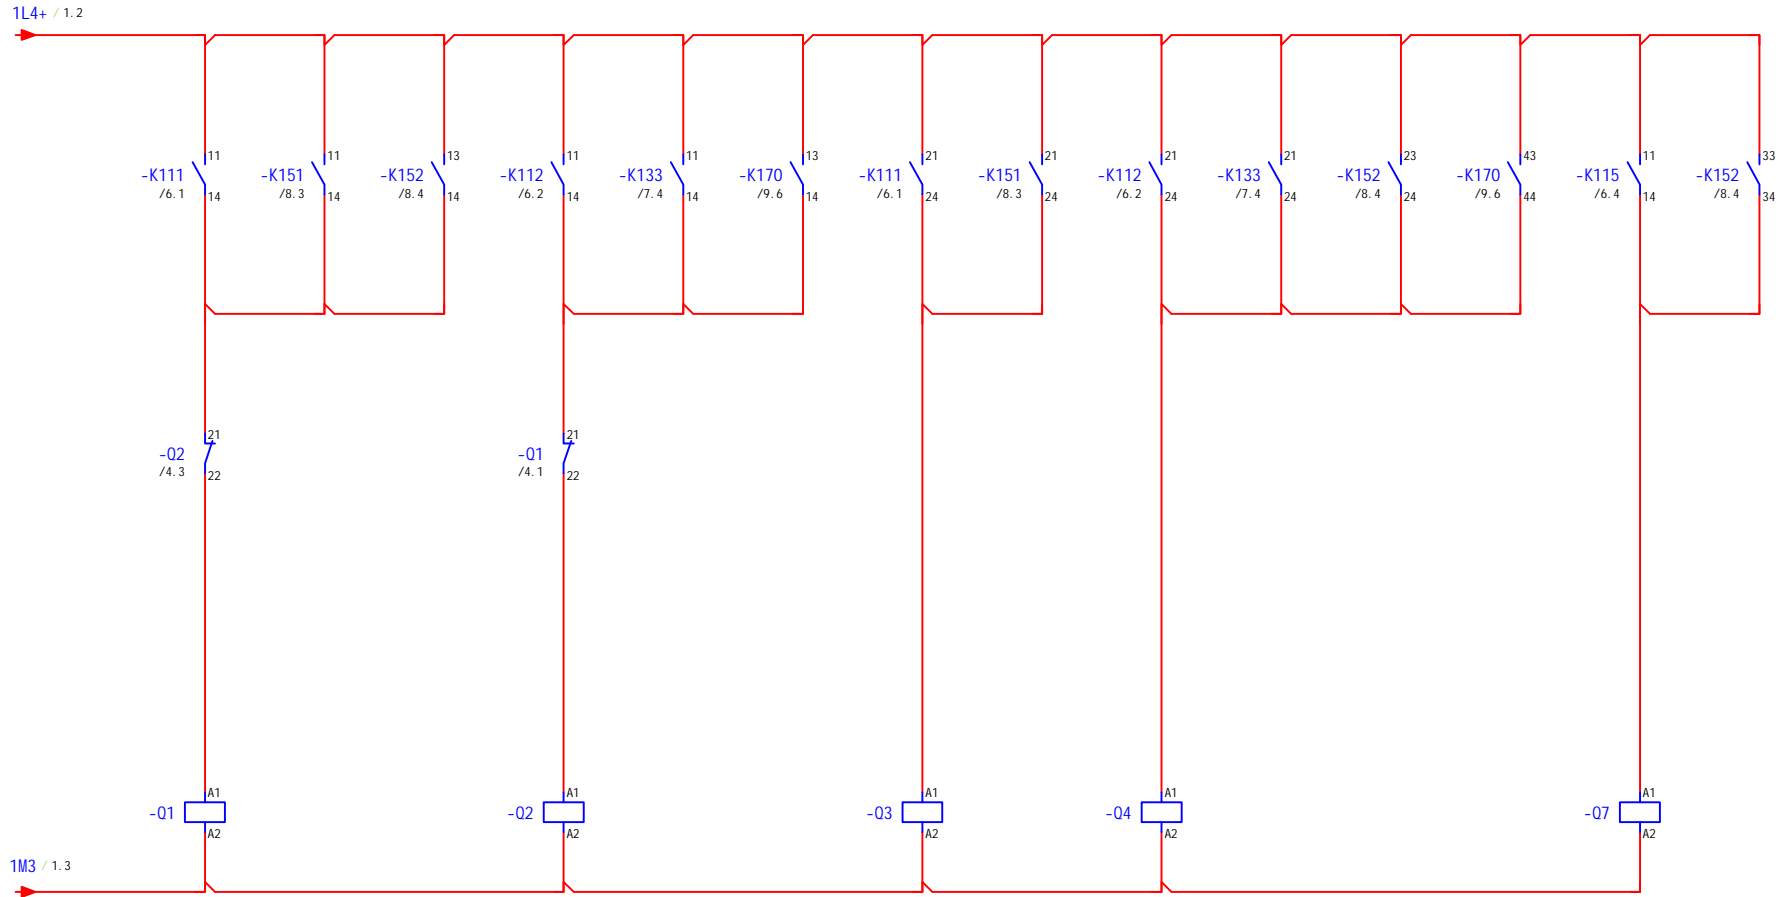 1L4+ / 1.2
11 11 13 11 11 13 21 21 21 21 23 43 11 33
-K111 -K151 -K152 -K112 -K133 -K170 -K111 -K151 -K112 -K133 -K152 -K170 -K115 -K152
/6.1 /8.3 /8.4 /6.2 /7.4 /9.6 /6.1 /8.3 /6.2 /7.4 /8.4 /9.6 /6.4 /8.4
14 14 14 14 14 14 24 24 24 24 24 44 14 34
21 21
-Q2 -Q1
/4.3 /4.1
22 22
A1 A1 A1 A1 A1
-Q1 -Q2 -Q3 -Q4 -Q7
A2 A2 A2 A2 A2
1M3 / 1.3